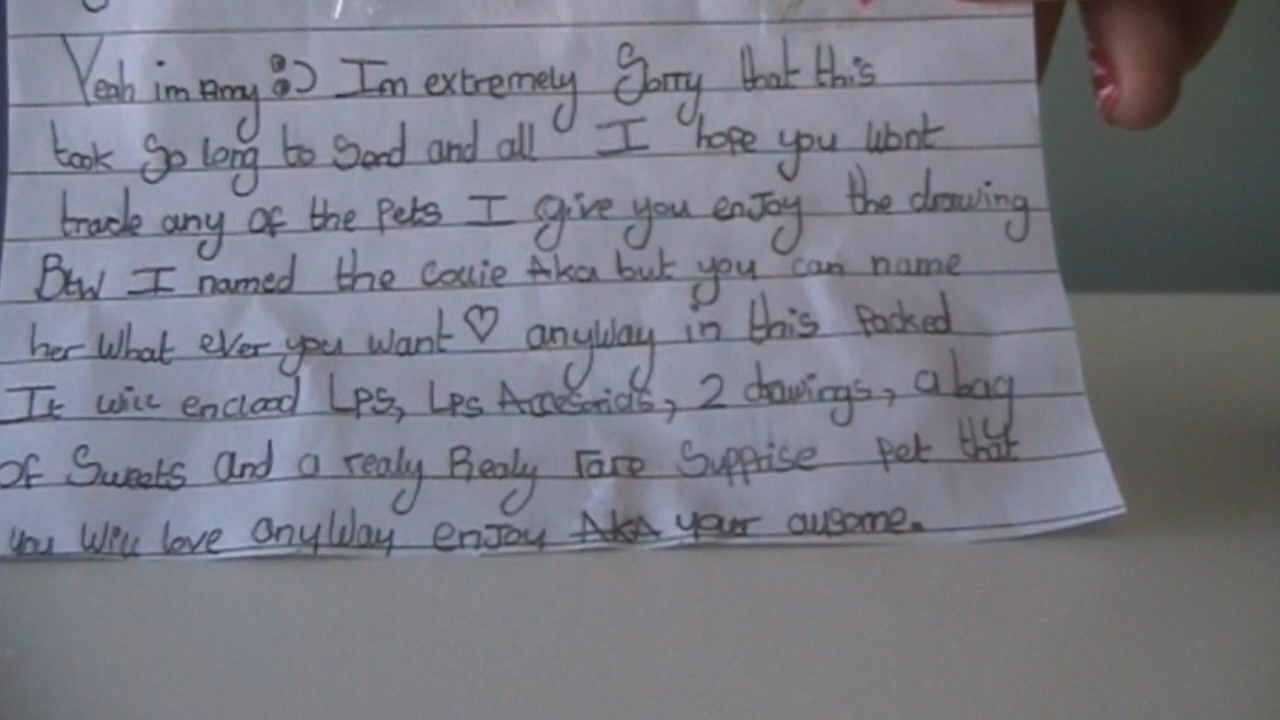 Yeah im Amy :) Im extremely Sorry that this
took So long to Send and all I hope you Wont
trade any of the Pets I give you enJoy the drawing
Btw I named the Collie Aka but you can name
her What ever you Want ♡ anyWay in this Packed
It will enclood Lps, Lps Accesorids, 2 drawings, a bag
Of Sweets and a realy Realy rare Supprise Pet that
you Will love anyWay enJoy AKA your ausome.